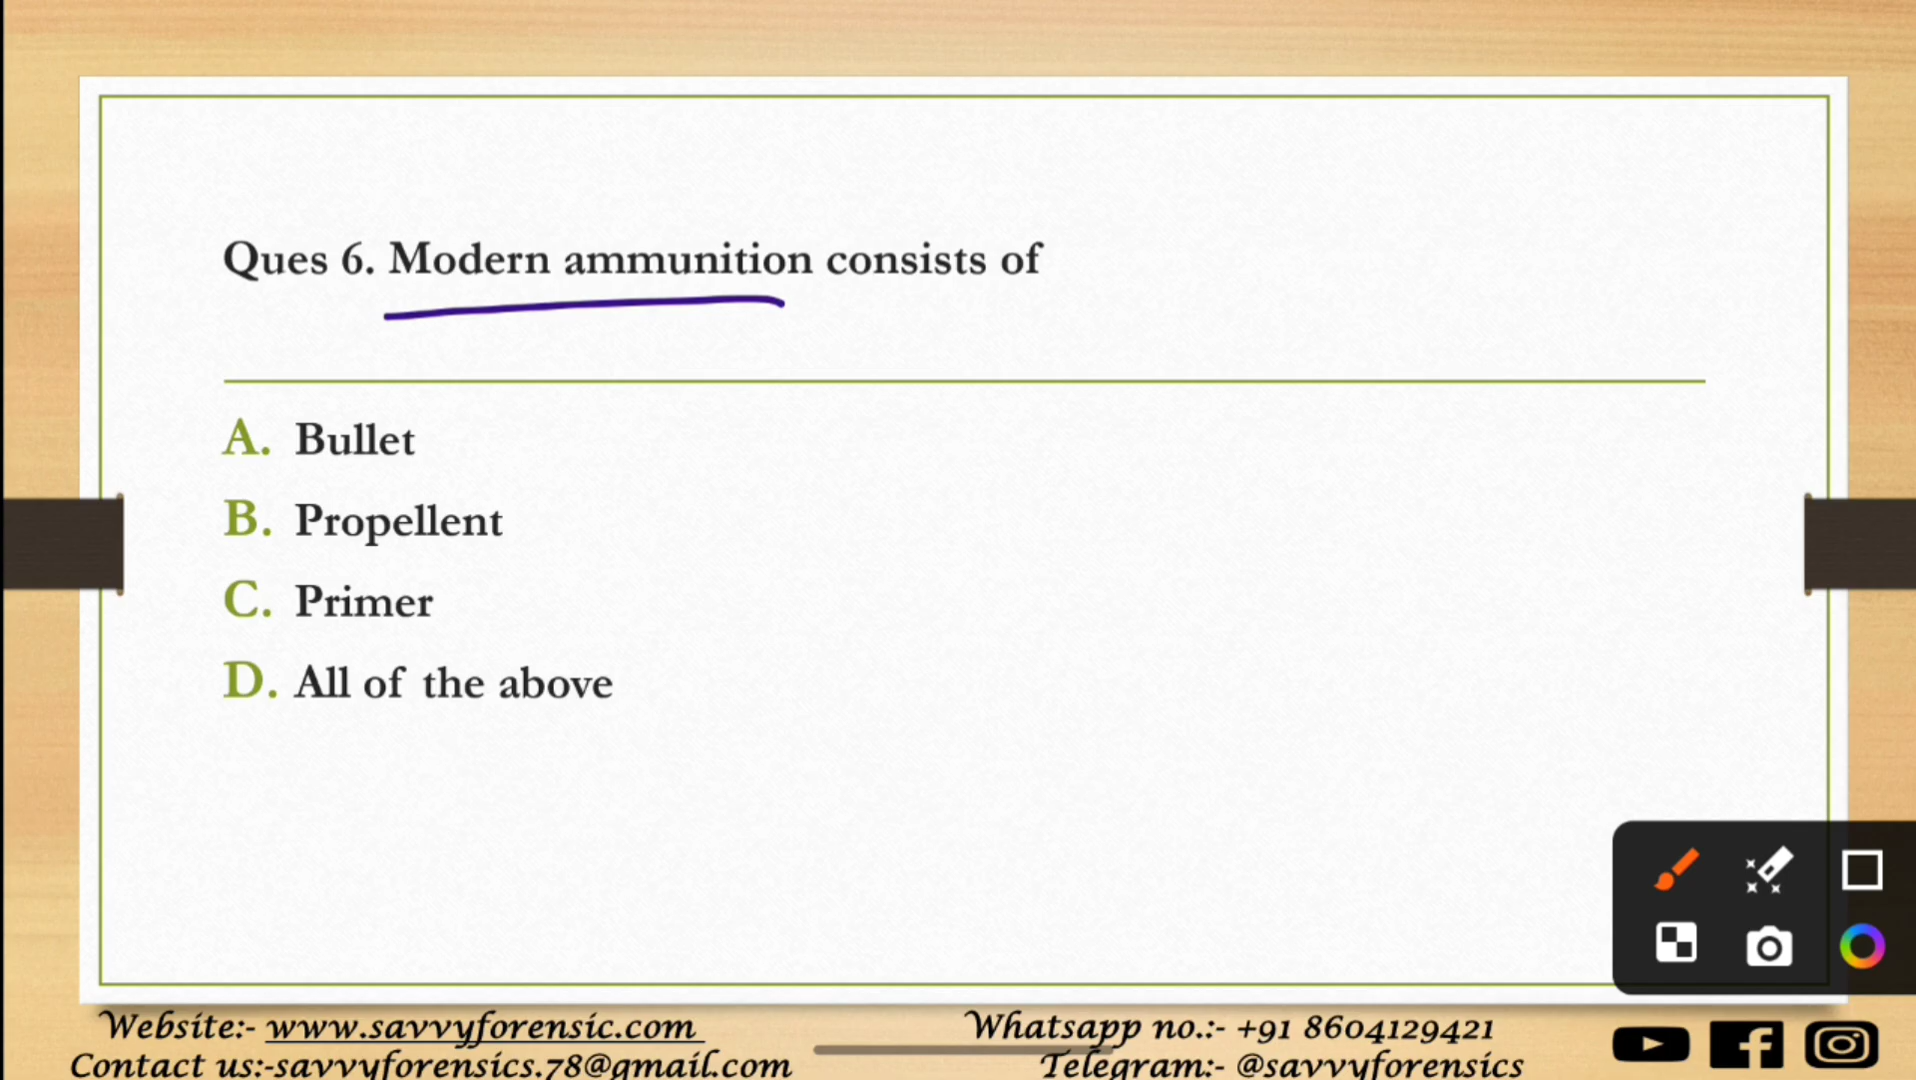 Ques 6. Modern ammunition consists of
A. Bullet
B. Propellent
C. Primer
D. All of the above
Website:- www.savvyforensic.com
Whatsapp no.:- +91 8604129421
Contact us:-savvyforensics.78@gmail.com
Telegram:- @savvyforensics